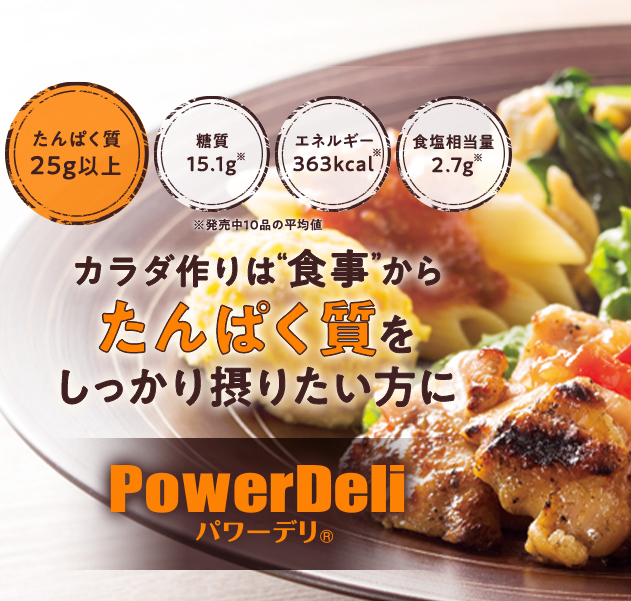 たんぱく質
25g以上
糖質
15.1g※
エネルギー
363kcal※
食塩相当量
2.7g※
※発売中10品の平均値
カラダ作りは“食事”から
たんぱく質を
しっかり摂りたい方に
PowerDeli
パワーデリ®